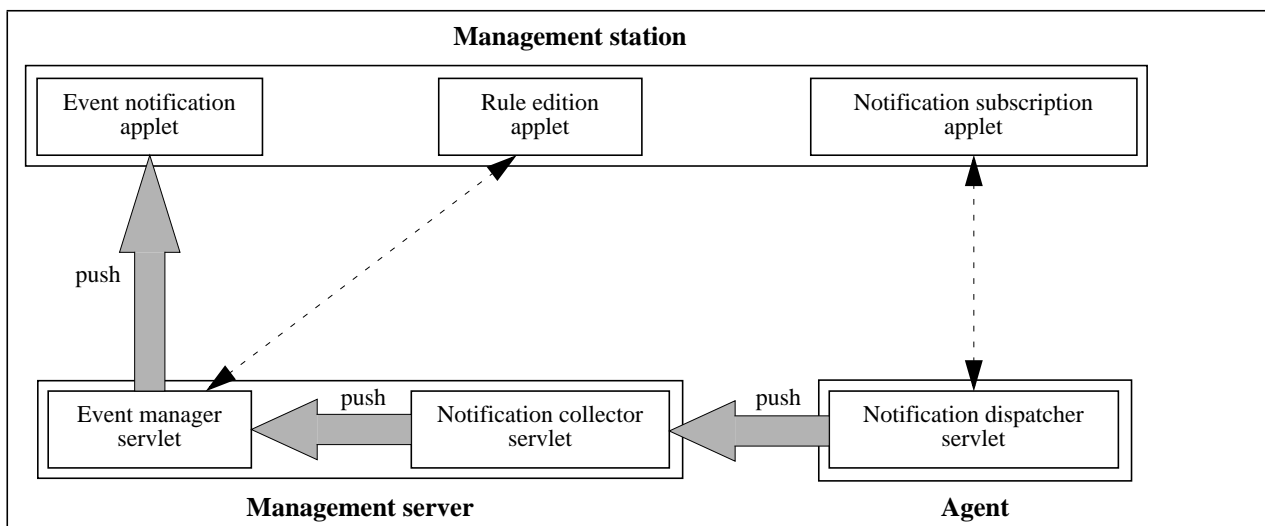 Management station
Event notification
applet
Rule edition
applet
Notification subscription
applet
push
Event manager
servlet
push
Notification collector
servlet
push
Notification dispatcher
servlet
Management server
Agent